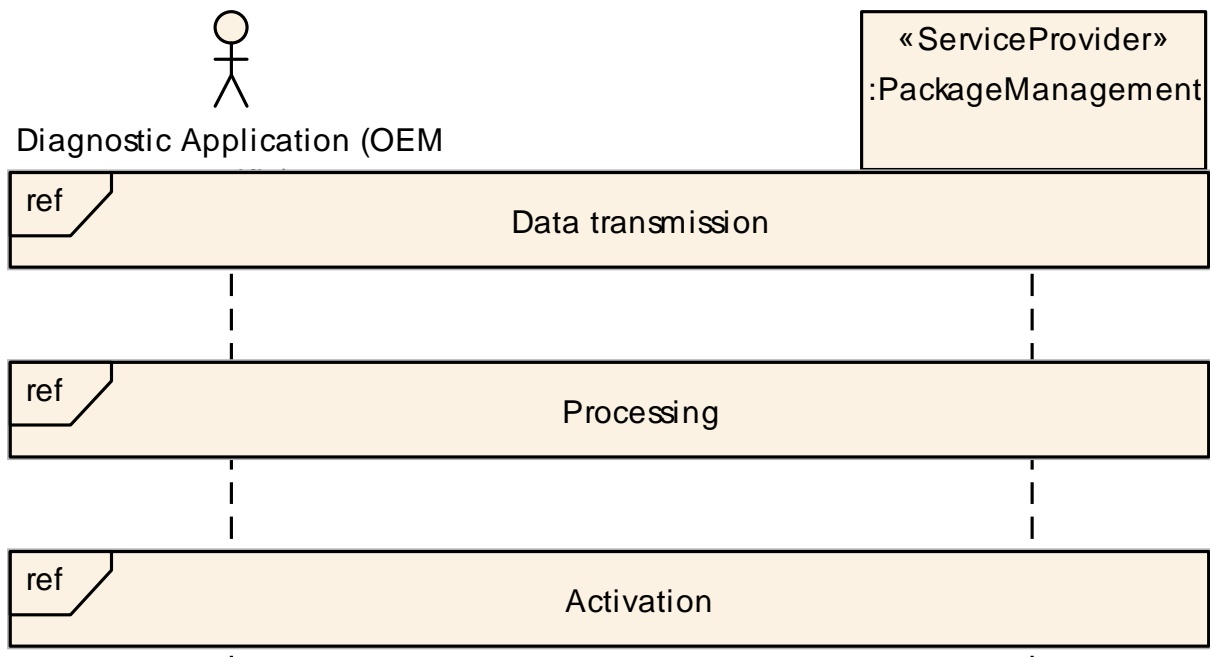 «ServiceProvider»
:PackageManagement
Diagnostic Application (OEM
ref
Data transmission
ref
Processing
ref
Activation